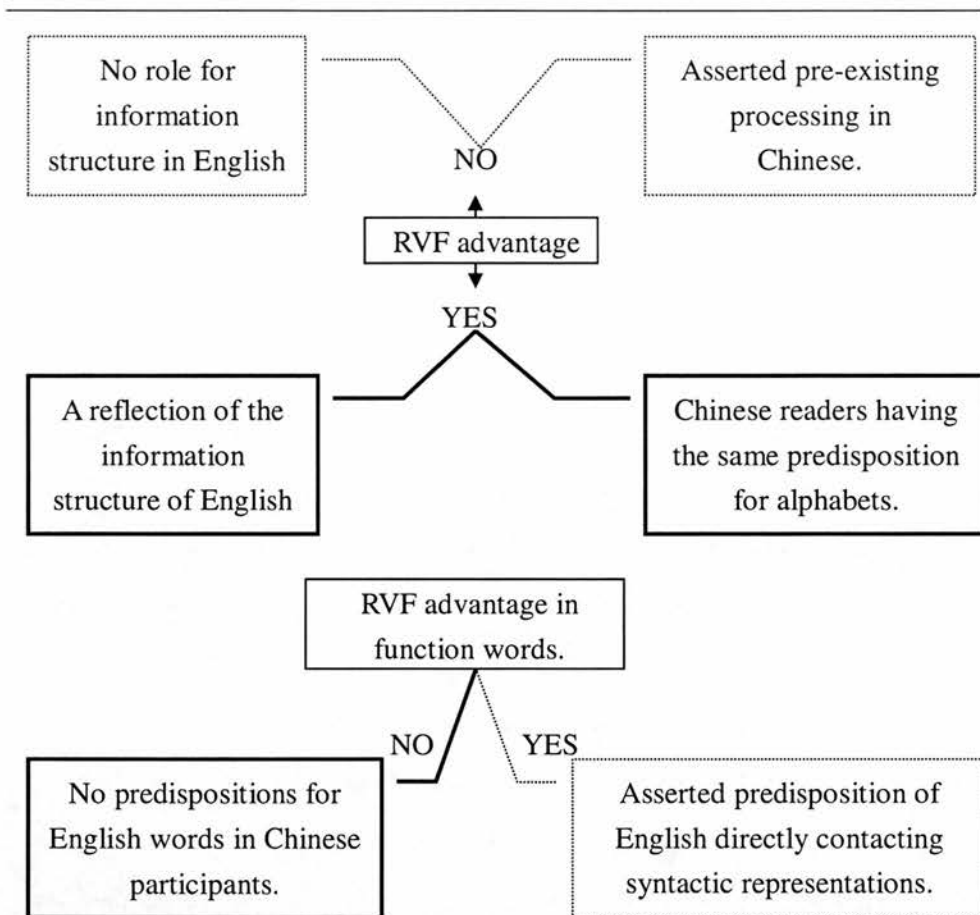 No role for
information
structure in English
Asserted pre-existing
processing in
Chinese.
NO
RVF advantage
YES
A reflection of the
information
structure of English
Chinese readers having
the same predisposition
for alphabets.
RVF advantage in
function words.
NO
YES
No predispositions for
English words in Chinese
participants.
Asserted predisposition of
English directly contacting
syntactic representations.